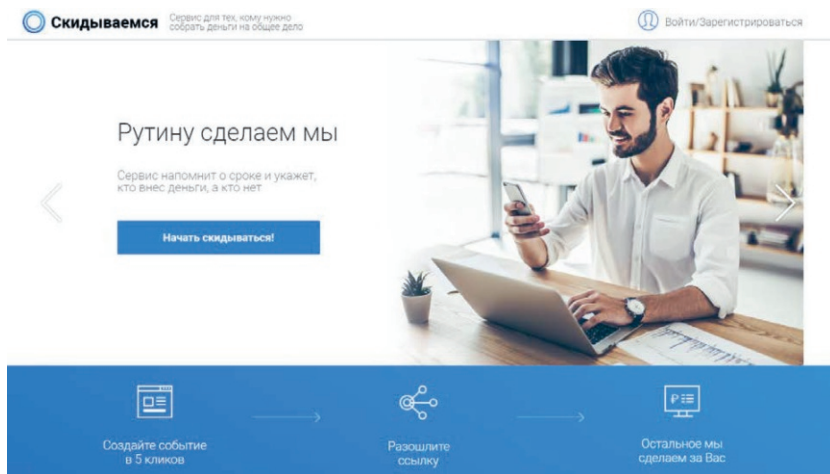 Скидываемся
Сервис для тех, кому нужно
собрать деньги на общее дело
Войти/Зарегистрироваться
Рутину сделаем мы
Сервис напомнит о сроке и укажет,
кто внес деньги, а кто нет
Начать скидываться!
Создайте событие
в 5 кликов
Разошлите
ссылку
Остальное мы
сделаем за Вас